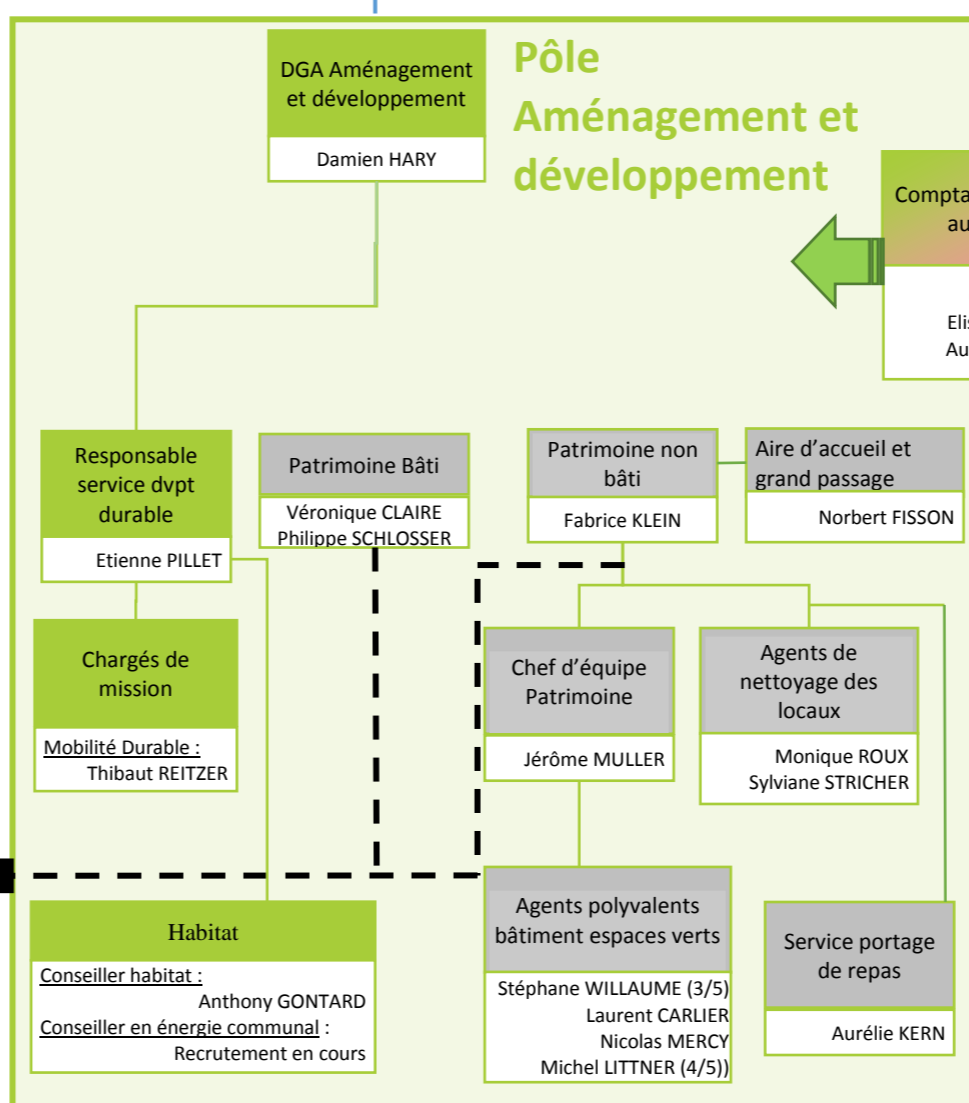 DGA Aménagement
et développement
Damien HARY
Pôle
Aménagement et
développement
Responsable
service dvpt
durable
Etienne PILLET
Patrimoine Bâti
Véronique CLAIRE
Philippe SCHLOSSER
Patrimoine non
bâti
Fabrice KLEIN
Aire d’accueil et
grand passage
Norbert FISSON
Chargés de
mission
Mobilité Durable :
Thibaut REITZER
Chef d’équipe
Patrimoine
Jérôme MULLER
Agents de
nettoyage des
locaux
Monique ROUX
Sylviane STRICHER
Habitat
Conseiller habitat :
Anthony GONTARD
Conseiller en énergie communal :
Recrutement en cours
Agents polyvalents
bâtiment espaces verts
Stéphane WILLAUME (3/5)
Laurent CARLIER
Nicolas MERCY
Michel LITTNER (4/5))
Service portage
de repas
Aurélie KERN